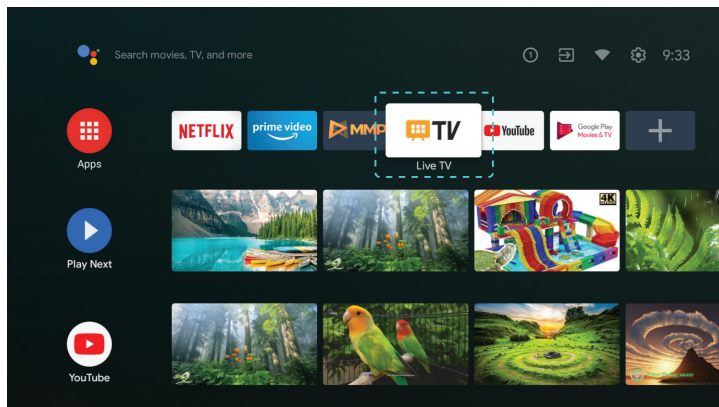 Search movies, TV, and more
1
9:33
Apps
NETFLIX
prime video
MMP
TV
Live TV
YouTube
Google Play
Movies & TV
Play Next
4K
YouTube